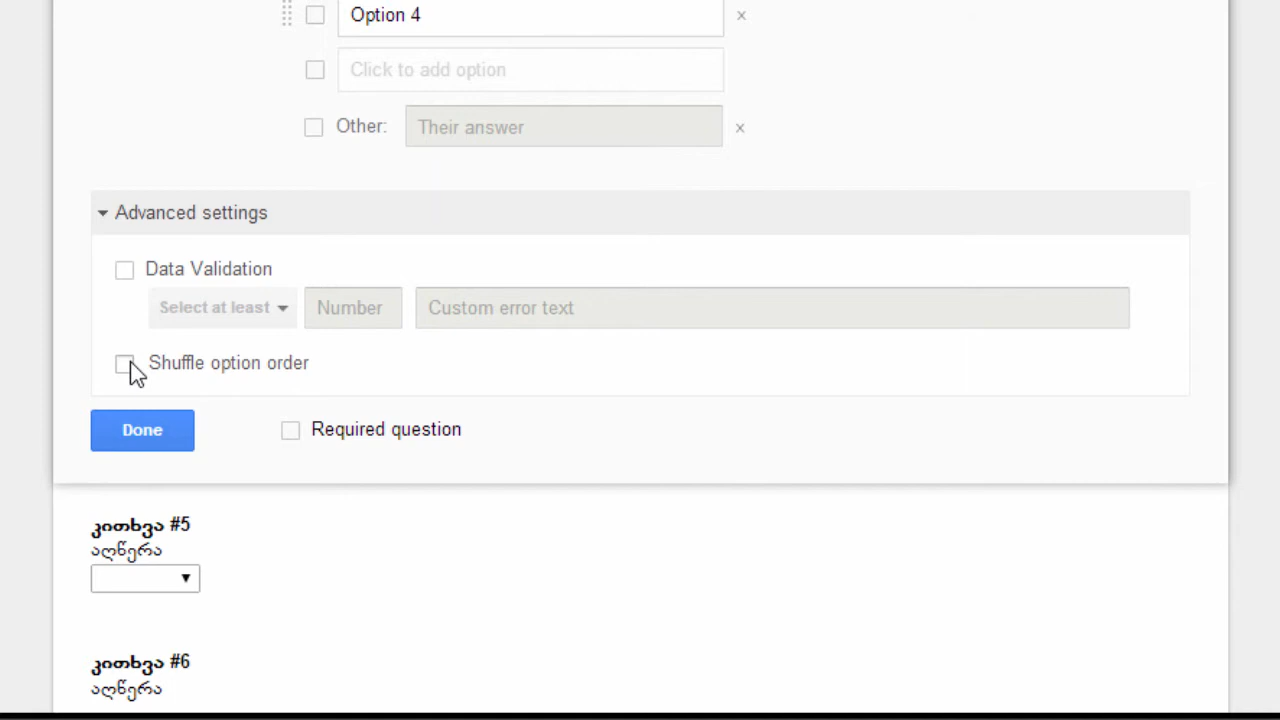 Option 4 x
Click to add option
Other: Their answer x
Advanced settings
Data Validation
Select at least Number Custom error text
Shuffle option order
Done Required question
კითხვა #5
აღწერა
კითხვა #6
აღწერა